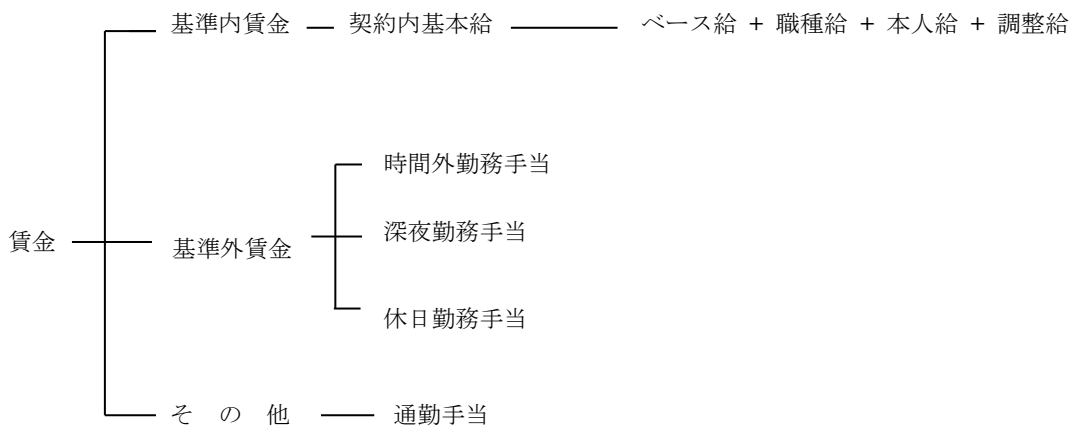 基準内賃金 契約内基本給 ベース給 + 職種給 + 本人給 + 調整給
時間外勤務手当
深夜勤務手当
賃金 基準外賃金
休日勤務手当
そ の 他 通勤手当